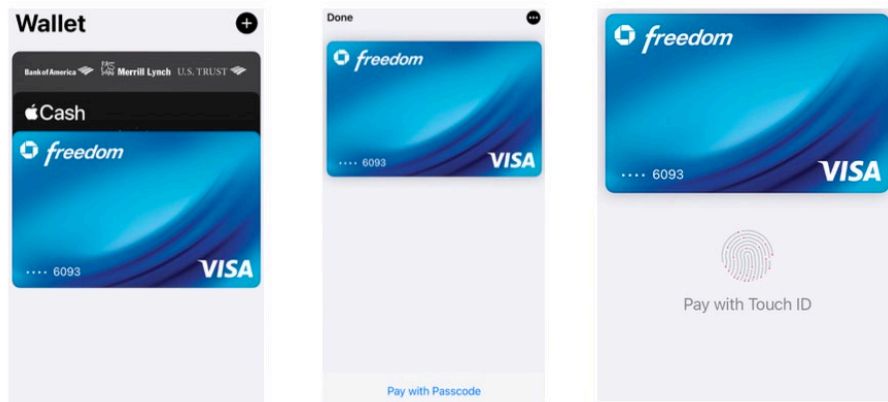 Wallet
Bank of America Merrill Lynch U.S. TRUST
Cash
freedom
.... 6093 VISA
Done
freedom
.... 6093 VISA
Pay with Passcode
freedom
.... 6093 VISA
Pay with Touch ID